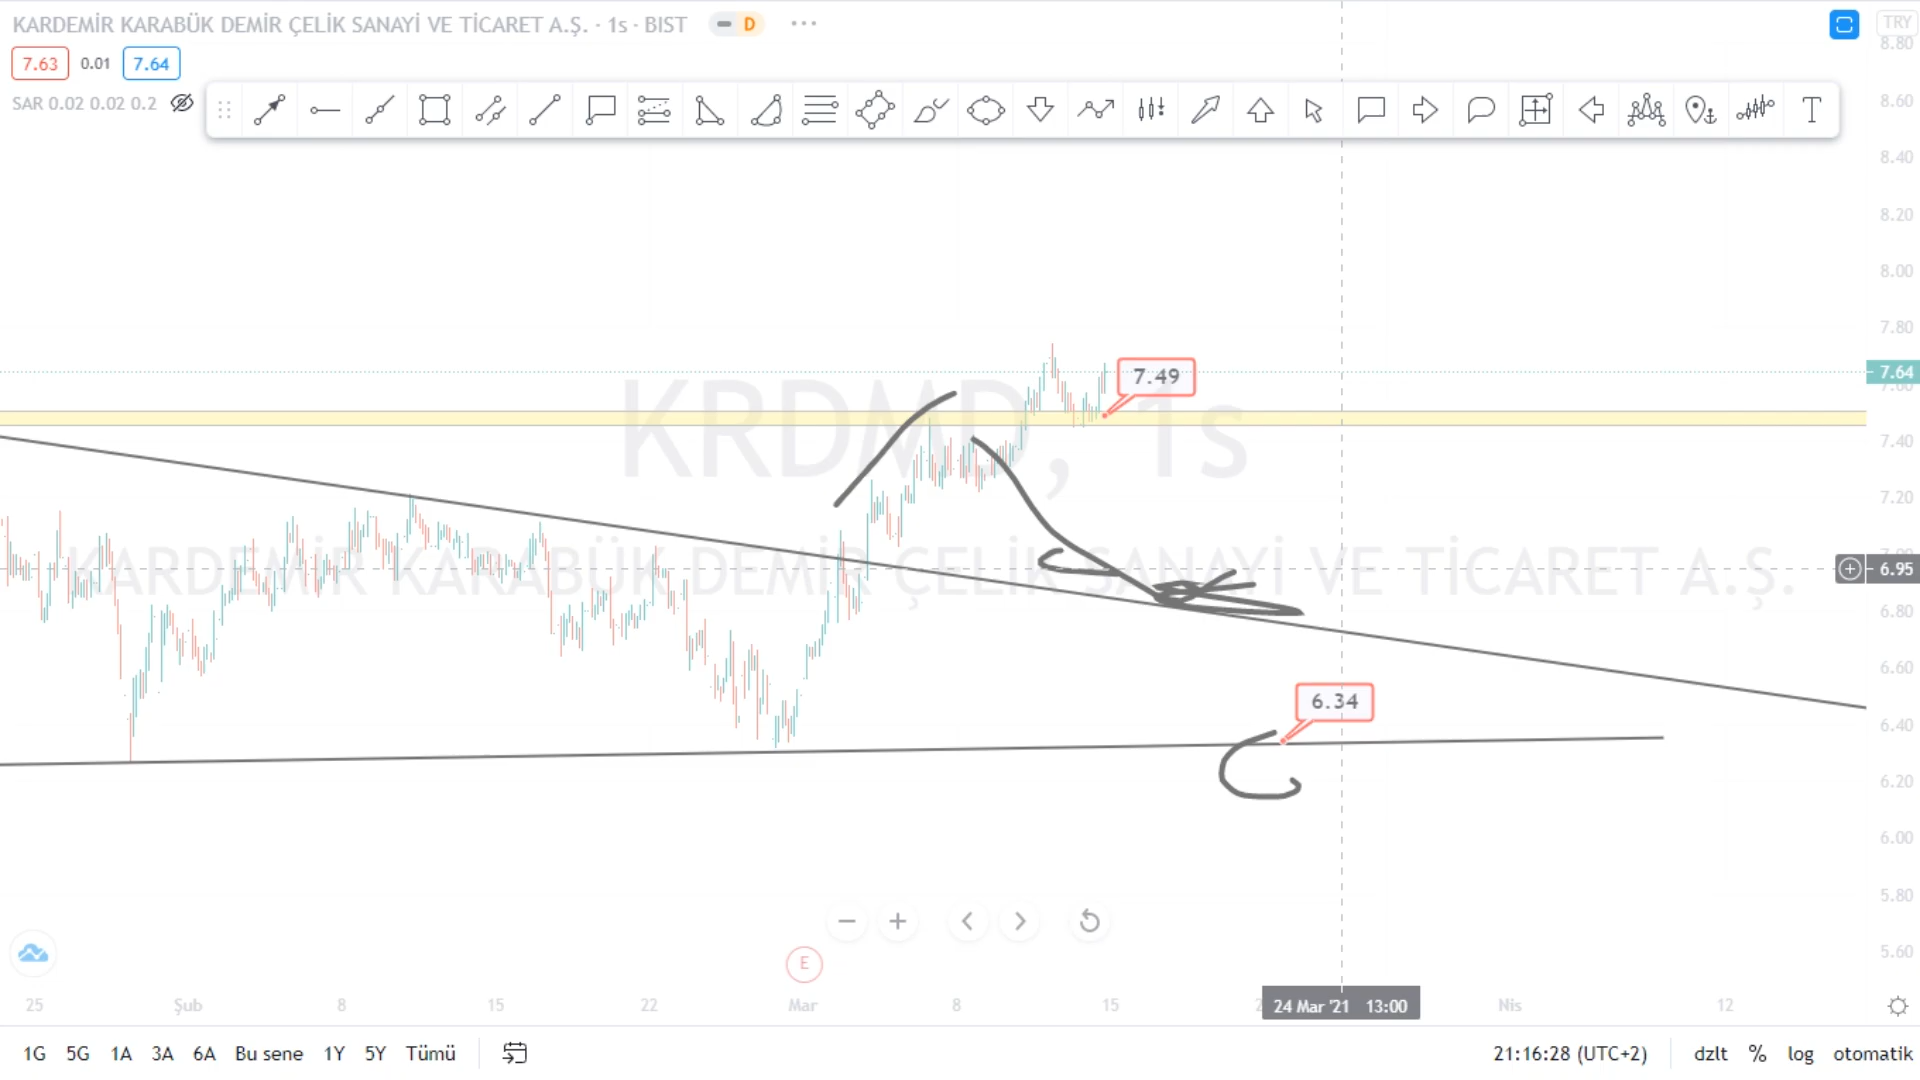 KARDEMİR KARABÜK DEMİR ÇELİK SANAYİ VE TİCARET A.Ş. · 1s · BIST
D
TRY
7.63 0.01 7.64
SAR 0.02 0.02 0.2
T
8.80
8.60
8.40
8.20
8.00
7.80
7.64
7.60
7.49
KRDMD, 1s
7.40
7.20
7.00
KARDEMİR KARABÜK DEMİR ÇELİK SANAYİ VE TİCARET A.Ş.
6.95
6.80
6.60
6.34
6.40
6.20
6.00
5.80
5.60
E
25 Şub 8 15 22 Mar 8 15 24 Mar '21 13:00 Nis 12
1G 5G 1A 3A 6A Bu sene 1Y 5Y Tümü
21:16:28 (UTC+2) dzlt % log otomatik